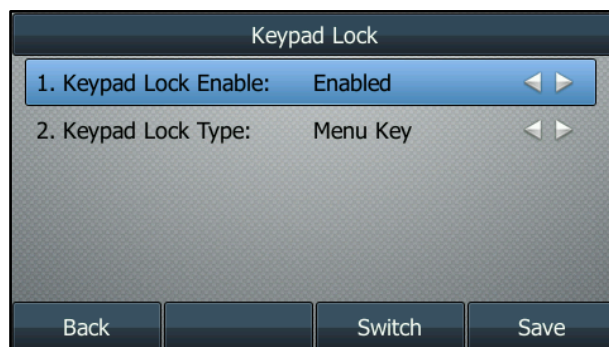 Keypad Lock
1. Keypad Lock Enable: Enabled
2. Keypad Lock Type: Menu Key
Back Switch Save